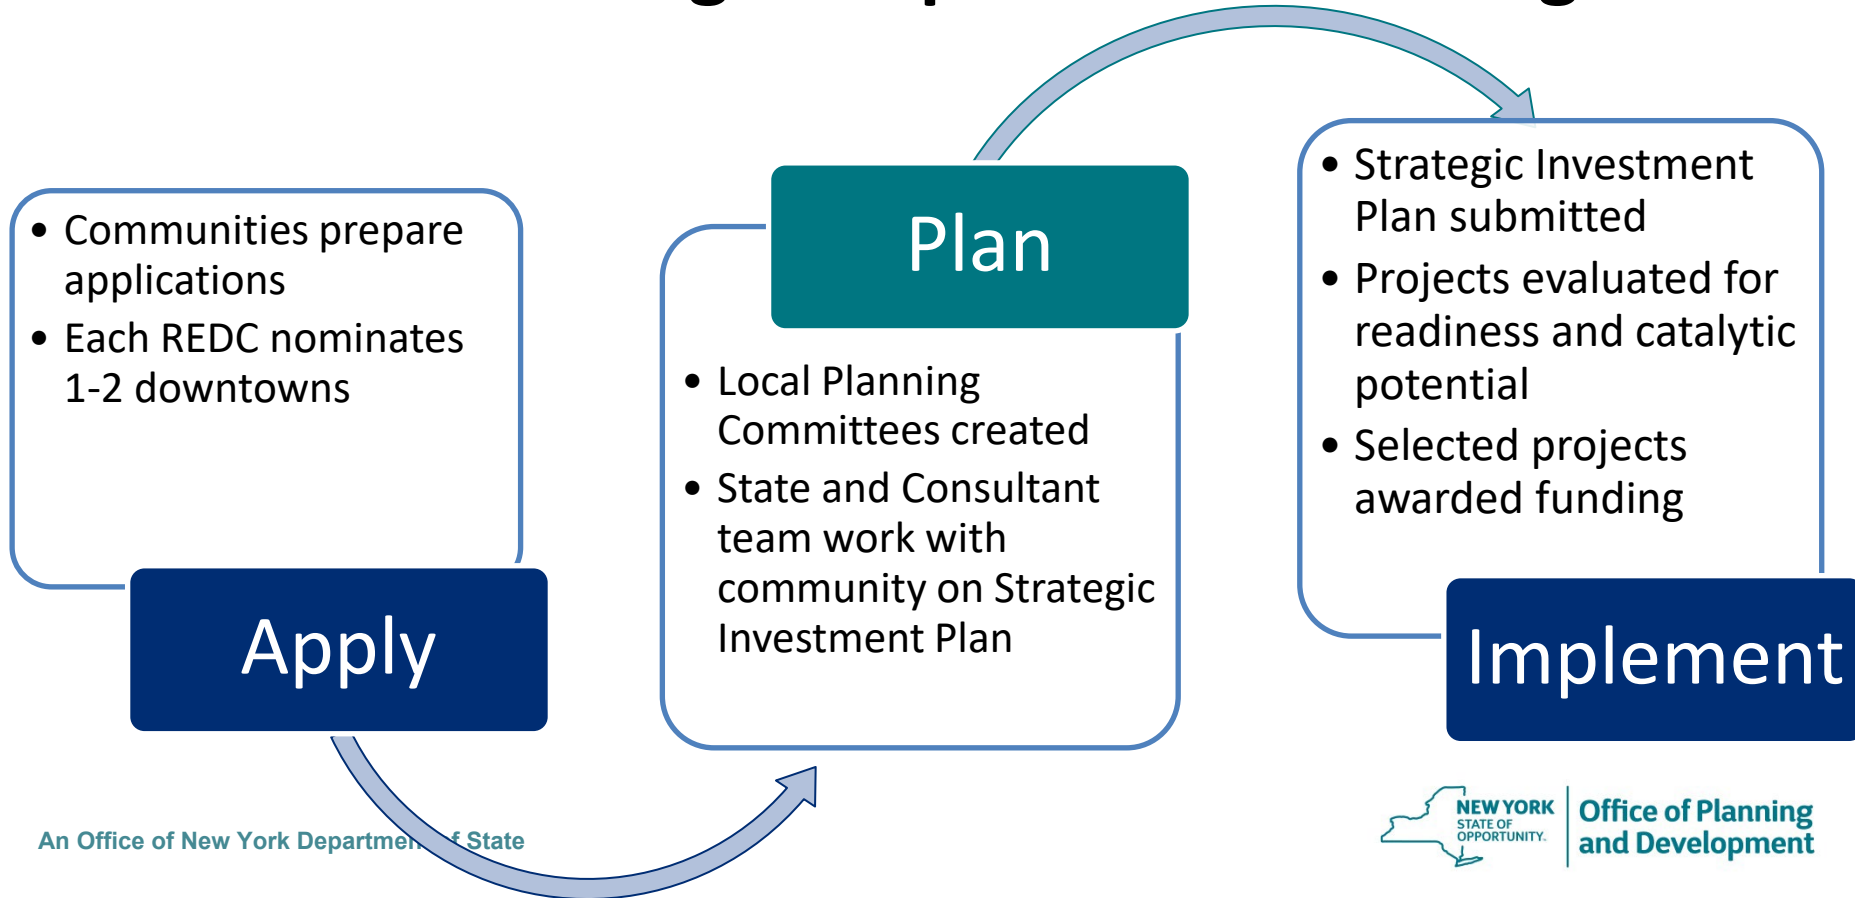 • Communities prepare
applications
• Each REDC nominates
1-2 downtowns
Apply
Plan
• Local Planning
Committees created
• State and Consultant
team work with
community on Strategic
Investment Plan
• Strategic Investment
Plan submitted
• Projects evaluated for
readiness and catalytic
potential
• Selected projects
awarded funding
Implement
An Office of New York Department of State
NEW YORK
STATE OF
OPPORTUNITY.
Office of Planning
and Development